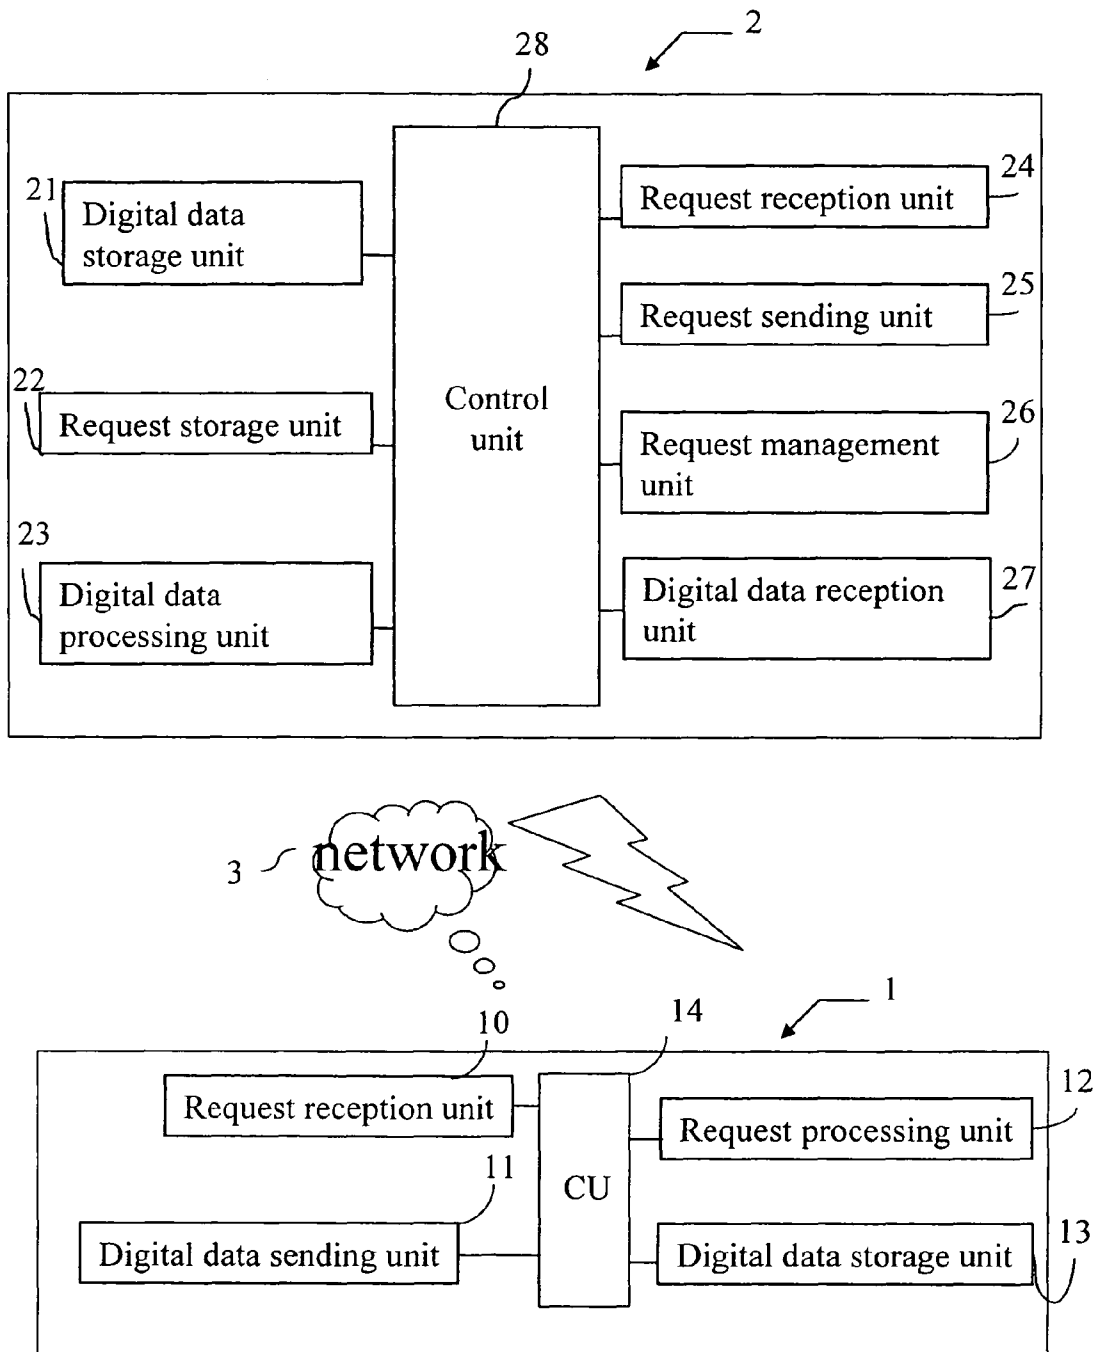 2
28
21
Digital data
storage unit
22
Request storage unit
23
Digital data
processing unit
Control
unit
24
Request reception unit
25
Request sending unit
26
Request management
unit
27
Digital data reception
unit
3
network
1
10
Request reception unit
11
Digital data sending unit
14
CU
12
Request processing unit
13
Digital data storage unit